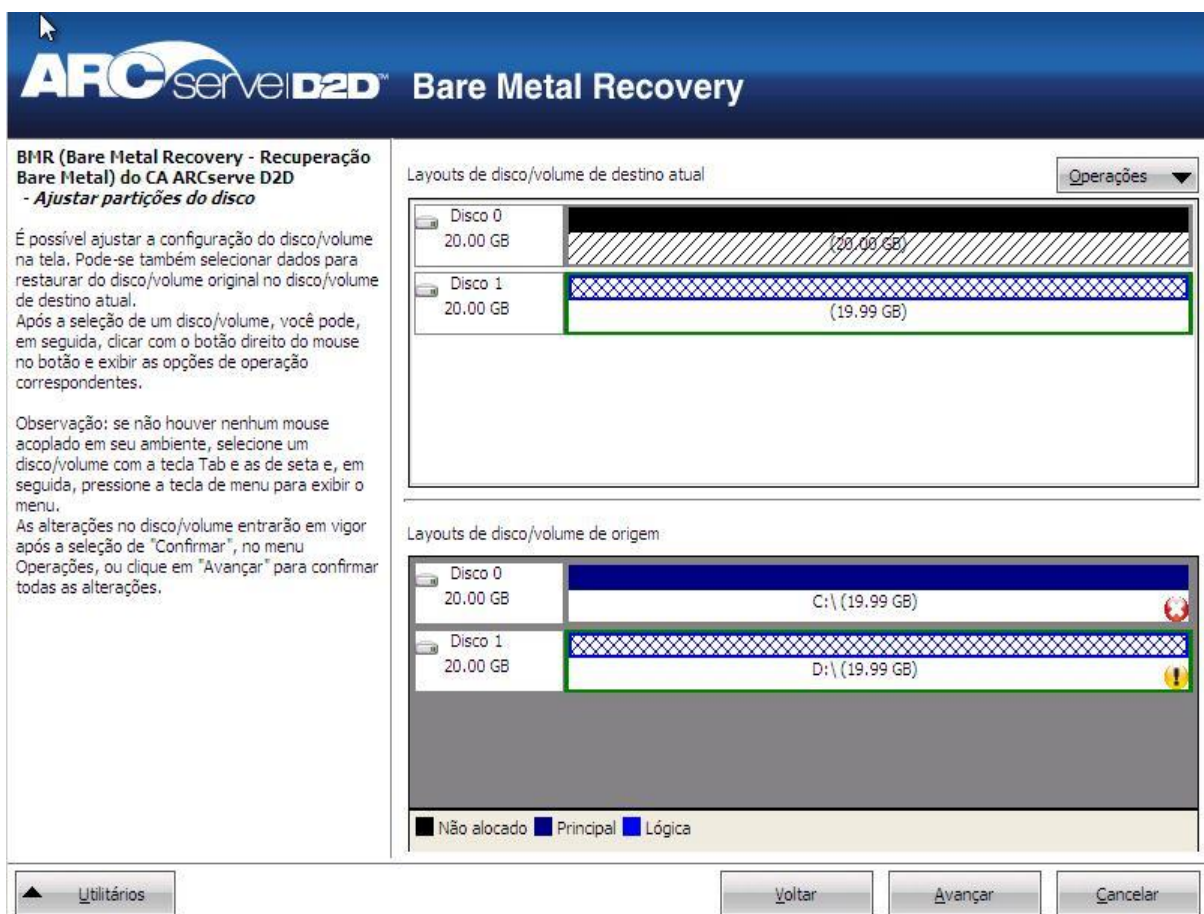 ARCserve D2D™ Bare Metal Recovery
BMR (Bare Metal Recovery - Recuperação
Bare Metal) do CA ARCserve D2D
- Ajustar partições do disco
É possível ajustar a configuração do disco/volume
na tela. Pode-se também selecionar dados para
restaurar do disco/volume original no disco/volume
de destino atual.
Após a seleção de um disco/volume, você pode,
em seguida, clicar com o botão direito do mouse
no botão e exibir as opções de operação
correspondentes.
Observação: se não houver nenhum mouse
acoplado em seu ambiente, selecione um
disco/volume com a tecla Tab e as de seta e, em
seguida, pressione a tecla de menu para exibir o
menu.
As alterações no disco/volume entrarão em vigor
após a seleção de "Confirmar", no menu
Operações, ou clique em "Avançar" para confirmar
todas as alterações.
Layouts de disco/volume de destino atual
Operações
Disco 0
20.00 GB
(20.00 GB)
Disco 1
20.00 GB
(19.99 GB)
Layouts de disco/volume de origem
Disco 0
20.00 GB
C:\ (19.99 GB)
Disco 1
20.00 GB
D:\ (19.99 GB)
Não alocado Principal Lógica
Utilitários
Voltar
Avançar
Cancelar